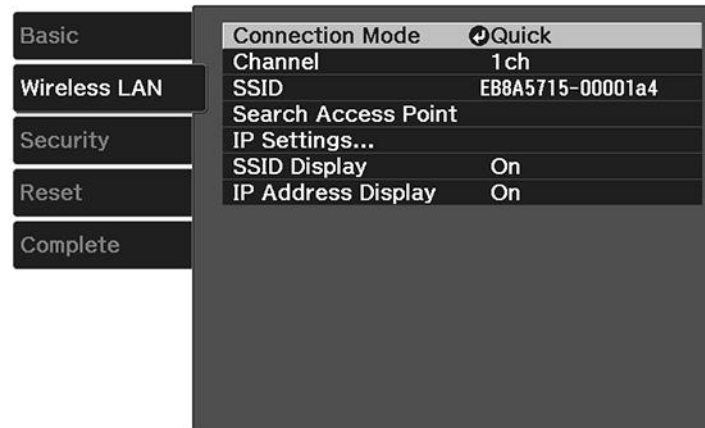 Basic
Wireless LAN
Security
Reset
Complete
Connection Mode Quick
Channel 1ch
SSID EB8A5715-00001a4
Search Access Point
IP Settings...
SSID Display On
IP Address Display On